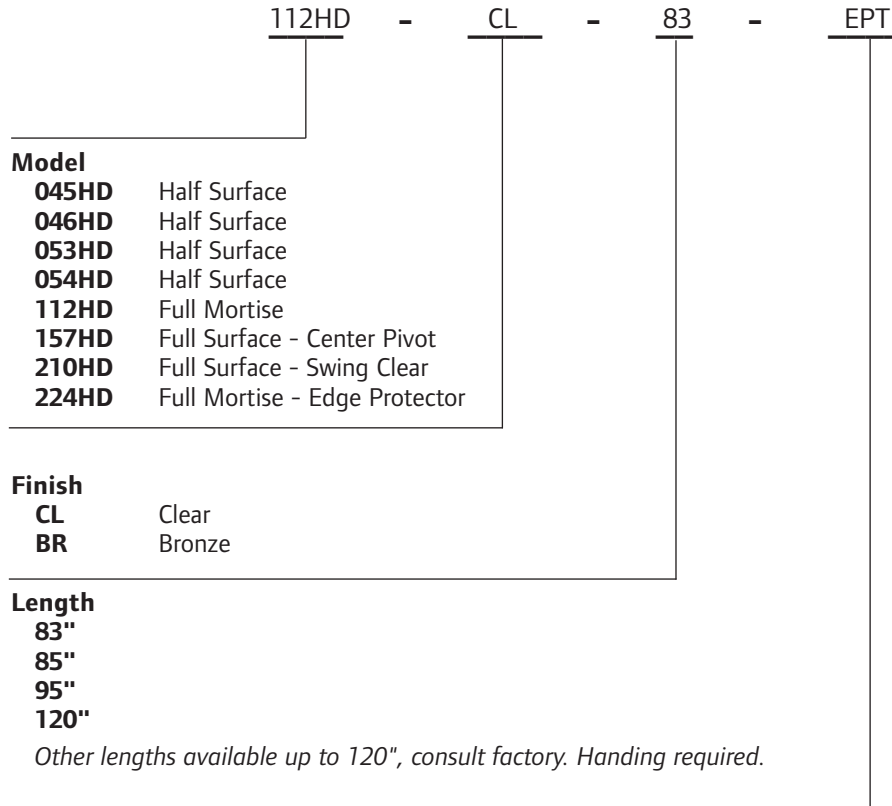 112HD - CL - 83 - EPT
Model
045HD Half Surface
046HD Half Surface
053HD Half Surface
054HD Half Surface
112HD Full Mortise
157HD Full Surface - Center Pivot
210HD Full Surface - Swing Clear
224HD Full Mortise - Edge Protector
Finish
CL Clear
BR Bronze
Length
83"
85"
95"
120"
Other lengths available up to 120", consult factory. Handing required.